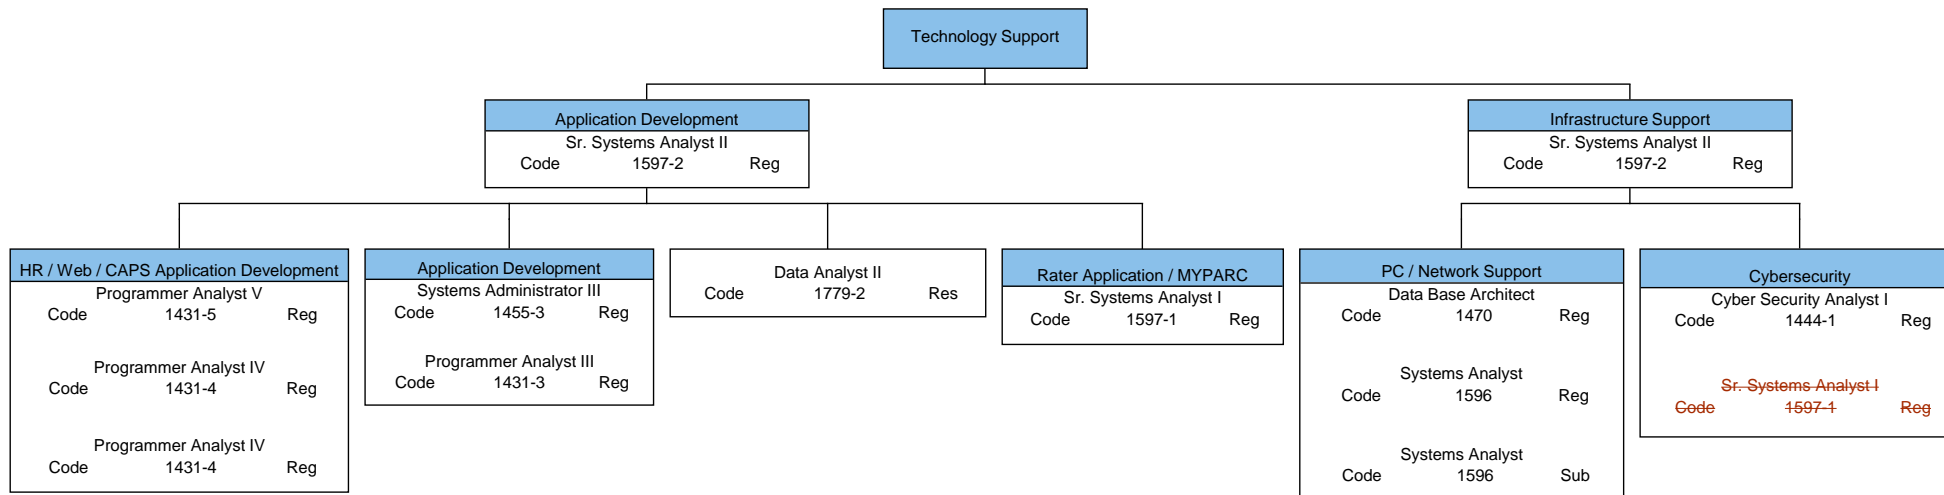 Technology Support
Application Development
Sr. Systems Analyst II
Code 1597-2 Reg
Infrastructure Support
Sr. Systems Analyst II
Code 1597-2 Reg
HR / Web / CAPS Application Development
Programmer Analyst V
Code 1431-5 Reg
Programmer Analyst IV
Code 1431-4 Reg
Programmer Analyst IV
Code 1431-4 Reg
Application Development
Systems Administrator III
Code 1455-3 Reg
Programmer Analyst III
Code 1431-3 Reg
Data Analyst II
Code 1779-2 Res
Rater Application / MYPARC
Sr. Systems Analyst I
Code 1597-1 Reg
PC / Network Support
Data Base Architect
Code 1470 Reg
Systems Analyst
Code 1596 Reg
Systems Analyst
Code 1596 Sub
Cybersecurity
Cyber Security Analyst I
Code 1444-1 Reg
Sr. Systems Analyst I
Code 1597-1 Reg